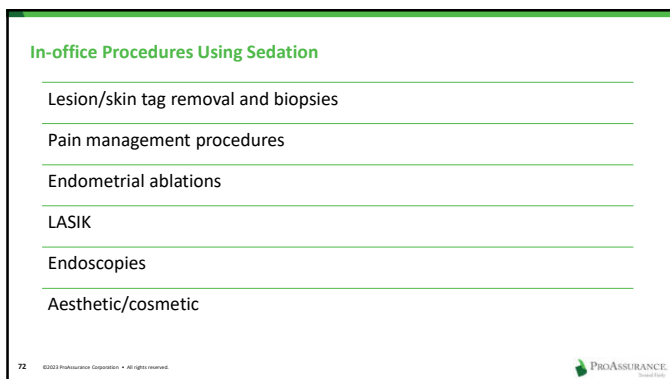 In-office Procedures Using Sedation
Lesion/skin tag removal and biopsies
Pain management procedures
Endometrial ablations
LASIK
Endoscopies
Aesthetic/cosmetic
72 ©2023 ProAssurance Corporation • All rights reserved.
PROASSURANCE